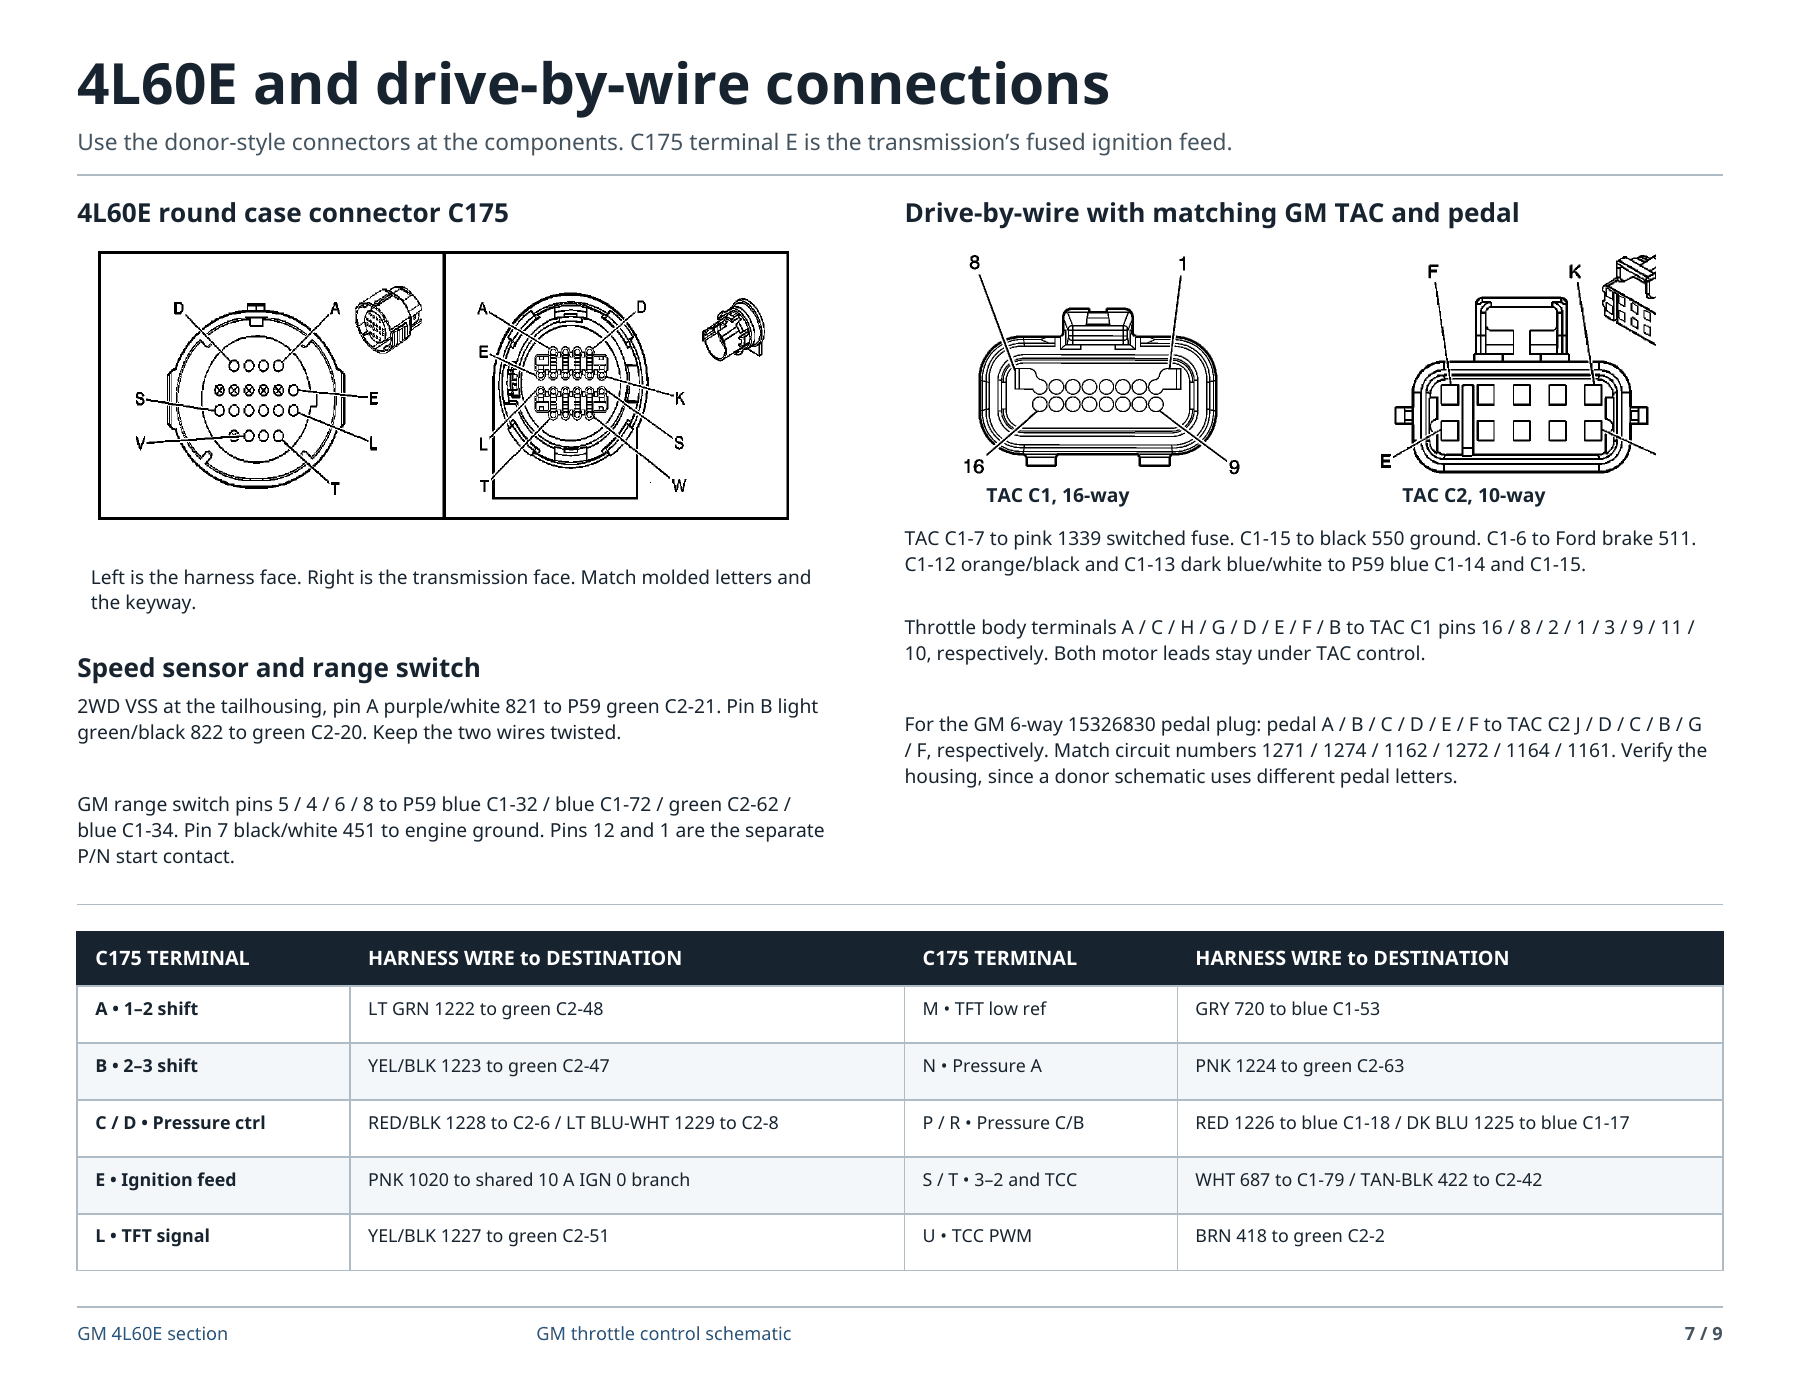 4L60E and drive-by-wire connections
Use the donor-style connectors at the components. C175 terminal E is the transmission’s fused ignition feed.
4L60E round case connector C175
D
A
S
E
V
L
T
A
D
E
K
L
S
T
W
Left is the harness face. Right is the transmission face. Match molded letters and
the keyway.
Speed sensor and range switch
2WD VSS at the tailhousing, pin A purple/white 821 to P59 green C2-21. Pin B light
green/black 822 to green C2-20. Keep the two wires twisted.
GM range switch pins 5 / 4 / 6 / 8 to P59 blue C1-32 / blue C1-72 / green C2-62 /
blue C1-34. Pin 7 black/white 451 to engine ground. Pins 12 and 1 are the separate
P/N start contact.
Drive-by-wire with matching GM TAC and pedal
8
1
16
9
TAC C1, 16-way
F
K
E
TAC C2, 10-way
TAC C1-7 to pink 1339 switched fuse. C1-15 to black 550 ground. C1-6 to Ford brake 511.
C1-12 orange/black and C1-13 dark blue/white to P59 blue C1-14 and C1-15.
Throttle body terminals A / C / H / G / D / E / F / B to TAC C1 pins 16 / 8 / 2 / 1 / 3 / 9 / 11 /
10, respectively. Both motor leads stay under TAC control.
For the GM 6-way 15326830 pedal plug: pedal A / B / C / D / E / F to TAC C2 J / D / C / B / G
/ F, respectively. Match circuit numbers 1271 / 1274 / 1162 / 1272 / 1164 / 1161. Verify the
housing, since a donor schematic uses different pedal letters.
C175 TERMINAL HARNESS WIRE to DESTINATION C175 TERMINAL HARNESS WIRE to DESTINATION
A • 1–2 shift LT GRN 1222 to green C2-48 M • TFT low ref GRY 720 to blue C1-53
B • 2–3 shift YEL/BLK 1223 to green C2-47 N • Pressure A PNK 1224 to green C2-63
C / D • Pressure ctrl RED/BLK 1228 to C2-6 / LT BLU-WHT 1229 to C2-8 P / R • Pressure C/B RED 1226 to blue C1-18 / DK BLU 1225 to blue C1-17
E • Ignition feed PNK 1020 to shared 10 A IGN 0 branch S / T • 3–2 and TCC WHT 687 to C1-79 / TAN-BLK 422 to C2-42
L • TFT signal YEL/BLK 1227 to green C2-51 U • TCC PWM BRN 418 to green C2-2
GM 4L60E section GM throttle control schematic 7 / 9